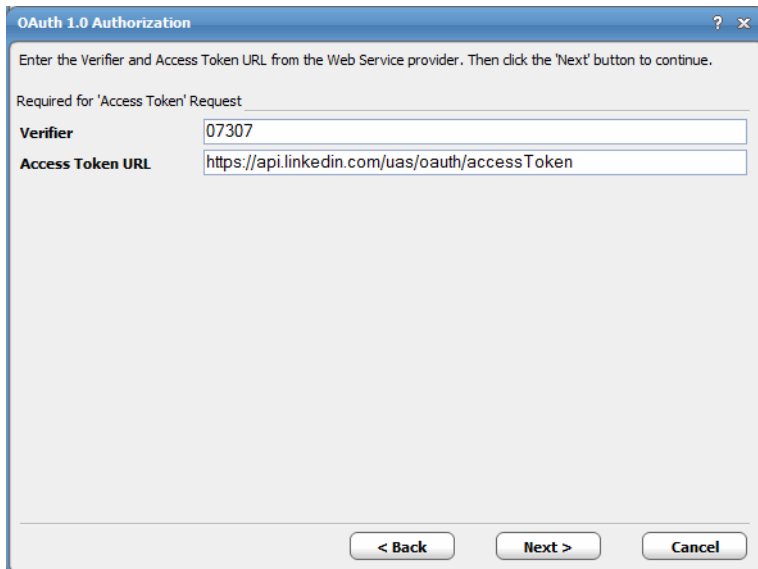 OAuth 1.0 Authorization ? x
Enter the Verifier and Access Token URL from the Web Service provider. Then click the 'Next' button to continue.
Required for 'Access Token' Request
Verifier 07307
Access Token URL https://api.linkedin.com/uas/oauth/accessToken
< Back Next > Cancel